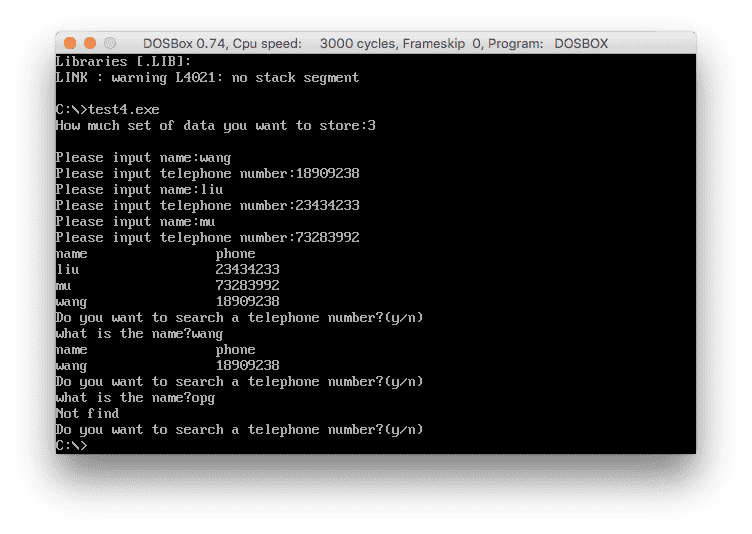 DOSBox 0.74, Cpu speed: 3000 cycles, Frameskip 0, Program: DOSBOX
Libraries [.LIB]:
LINK : warning L4021: no stack segment
C:\>test4.exe
How much set of data you want to store:3
Please input name:wang
Please input telephone number:18909238
Please input name:liu
Please input telephone number:23434233
Please input name:mu
Please input telephone number:73283992
name phone
liu 23434233
mu 73283992
wang 18909238
Do you want to search a telephone number?(y/n)
what is the name?wang
name phone
wang 18909238
Do you want to search a telephone number?(y/n)
what is the name?opg
Not find
Do you want to search a telephone number?(y/n)
C:\>